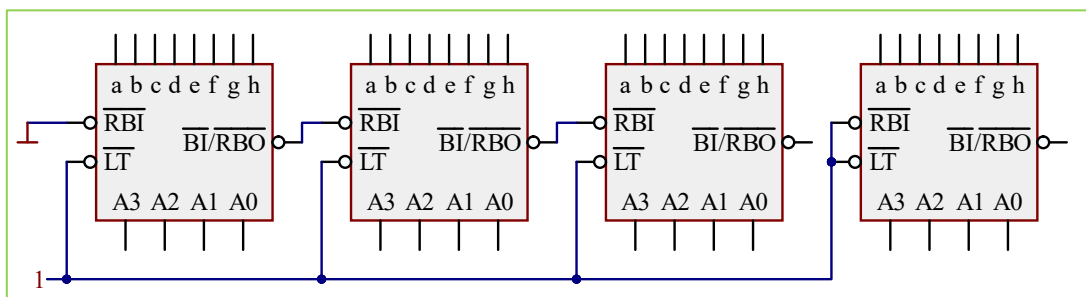 a b c d e f g h a b c d e f g h a b c d e f g h a b c d e f g h
RBI RBI RBI RBI
BI/RBO BI/RBO BI/RBO BI/RBO
LT LT LT LT
A3 A2 A1 A0 A3 A2 A1 A0 A3 A2 A1 A0 A3 A2 A1 A0
1